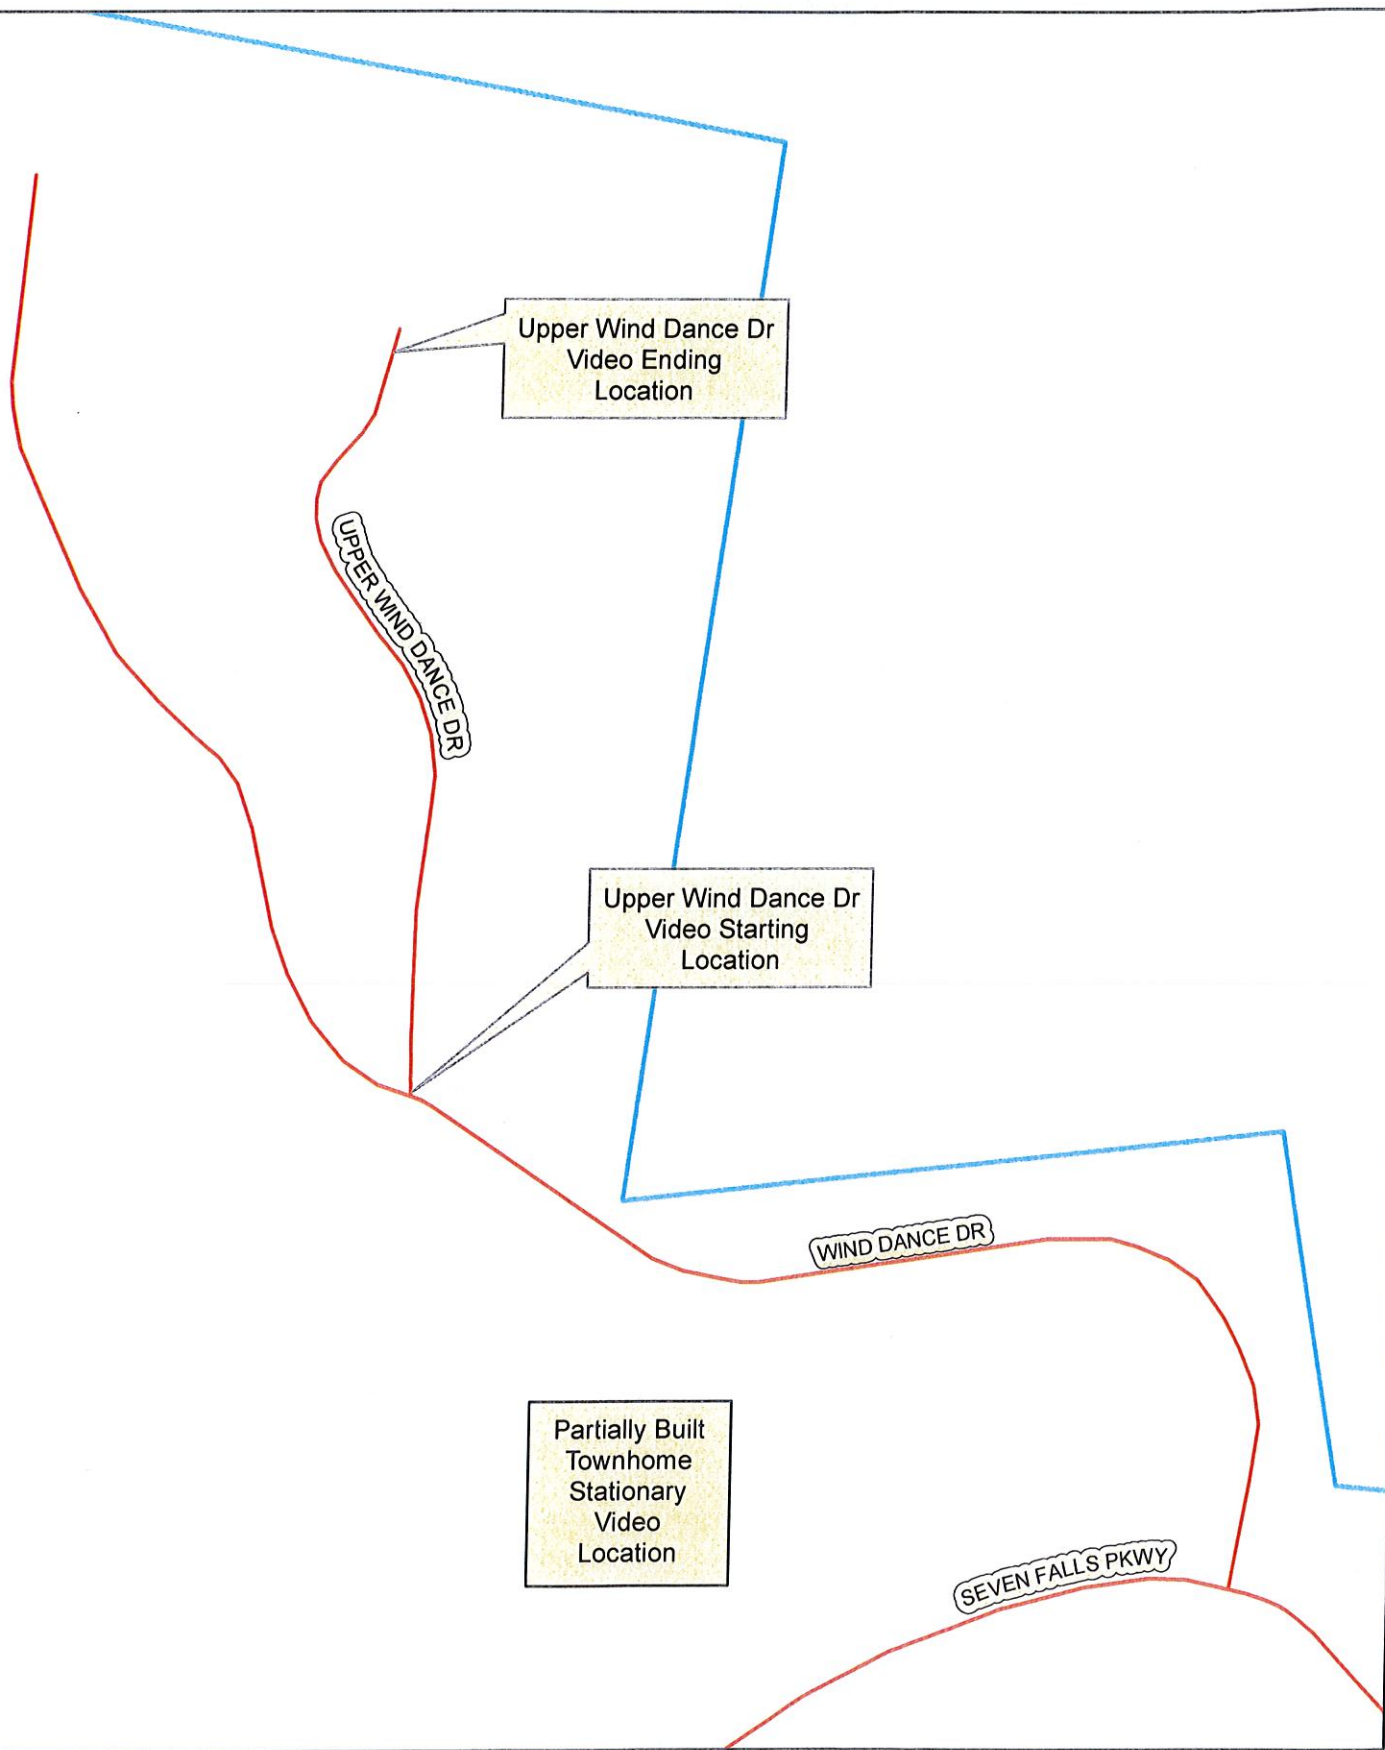 Upper Wind Dance Dr
Video Ending
Location
UPPER WIND DANCE DR
Upper Wind Dance Dr
Video Starting
Location
WIND DANCE DR
Partially Built
Townhome
Stationary
Video
Location
SEVEN FALLS PKWY